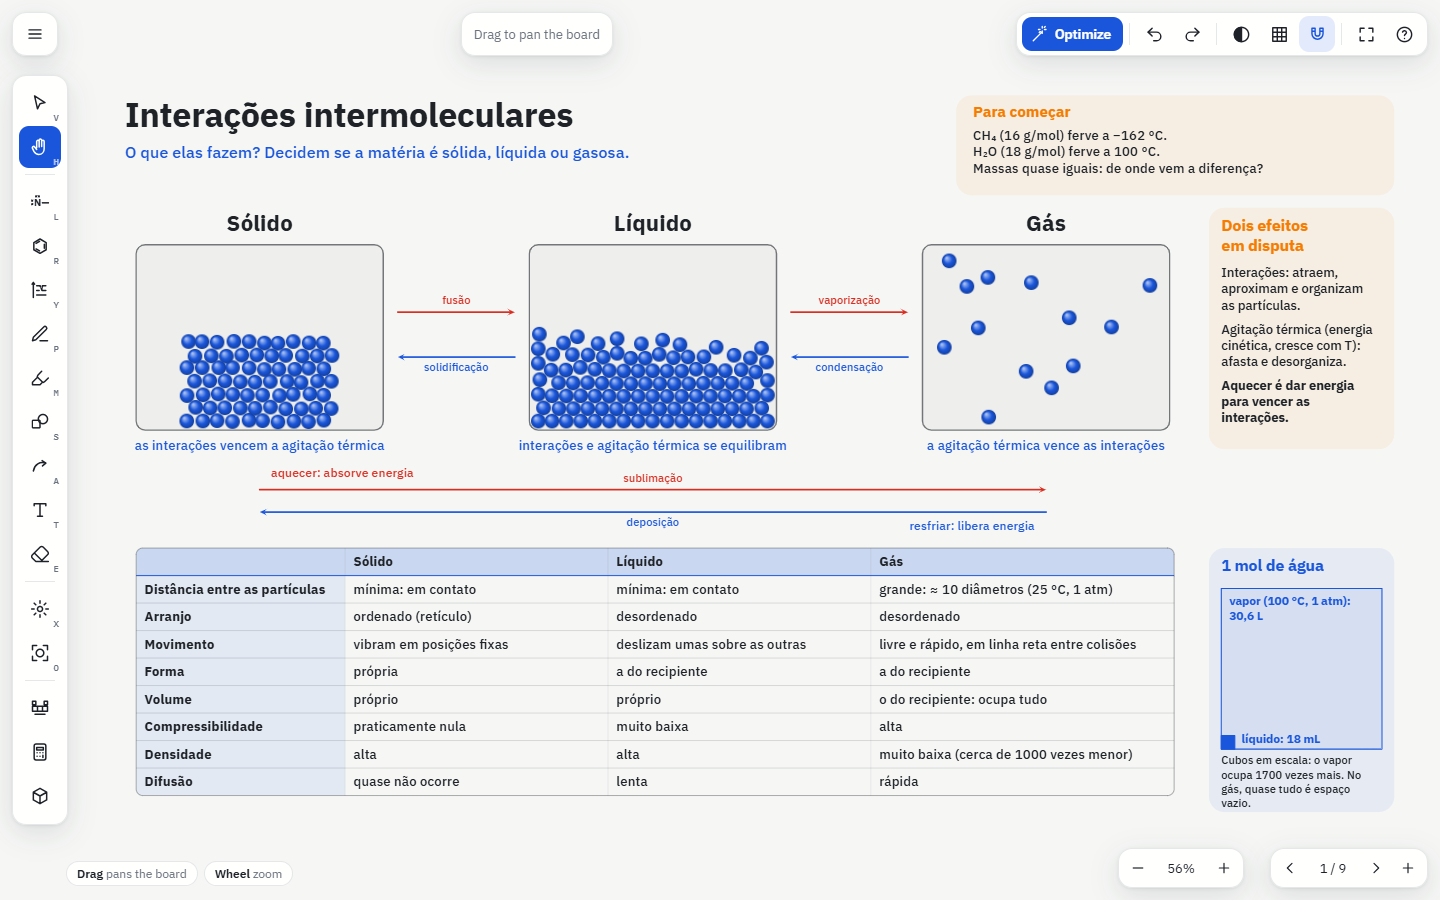 Drag to pan the board
Optimize
V
H
L
R
Y
P
M
S
A
T
E
X
O
Interações intermoleculares
O que elas fazem? Decidem se a matéria é sólida, líquida ou gasosa.
Para começar
CH₄ (16 g/mol) ferve a −162 °C.
H₂O (18 g/mol) ferve a 100 °C.
Massas quase iguais: de onde vem a diferença?
Sólido
Líquido
Gás
fusão
solidificação
vaporização
condensação
as interações vencem a agitação térmica
interações e agitação térmica se equilibram
a agitação térmica vence as interações
Dois efeitos
em disputa
Interações: atraem,
aproximam e organizam
as partículas.
Agitação térmica (energia
cinética, cresce com T):
afasta e desorganiza.
Aquecer é dar energia
para vencer as
interações.
aquecer: absorve energia
sublimação
deposição
resfriar: libera energia
Sólido Líquido Gás
Distância entre as partículas mínima: em contato mínima: em contato grande: ≈ 10 diâmetros (25 °C, 1 atm)
Arranjo ordenado (retículo) desordenado desordenado
Movimento vibram em posições fixas deslizam umas sobre as outras livre e rápido, em linha reta entre colisões
Forma própria a do recipiente a do recipiente
Volume próprio próprio o do recipiente: ocupa tudo
Compressibilidade praticamente nula muito baixa alta
Densidade alta alta muito baixa (cerca de 1000 vezes menor)
Difusão quase não ocorre lenta rápida
1 mol de água
vapor (100 °C, 1 atm):
30,6 L
líquido: 18 mL
Cubos em escala: o vapor
ocupa 1700 vezes mais. No
gás, quase tudo é espaço
vazio.
Drag pans the board
Wheel zoom
56%
1 / 9